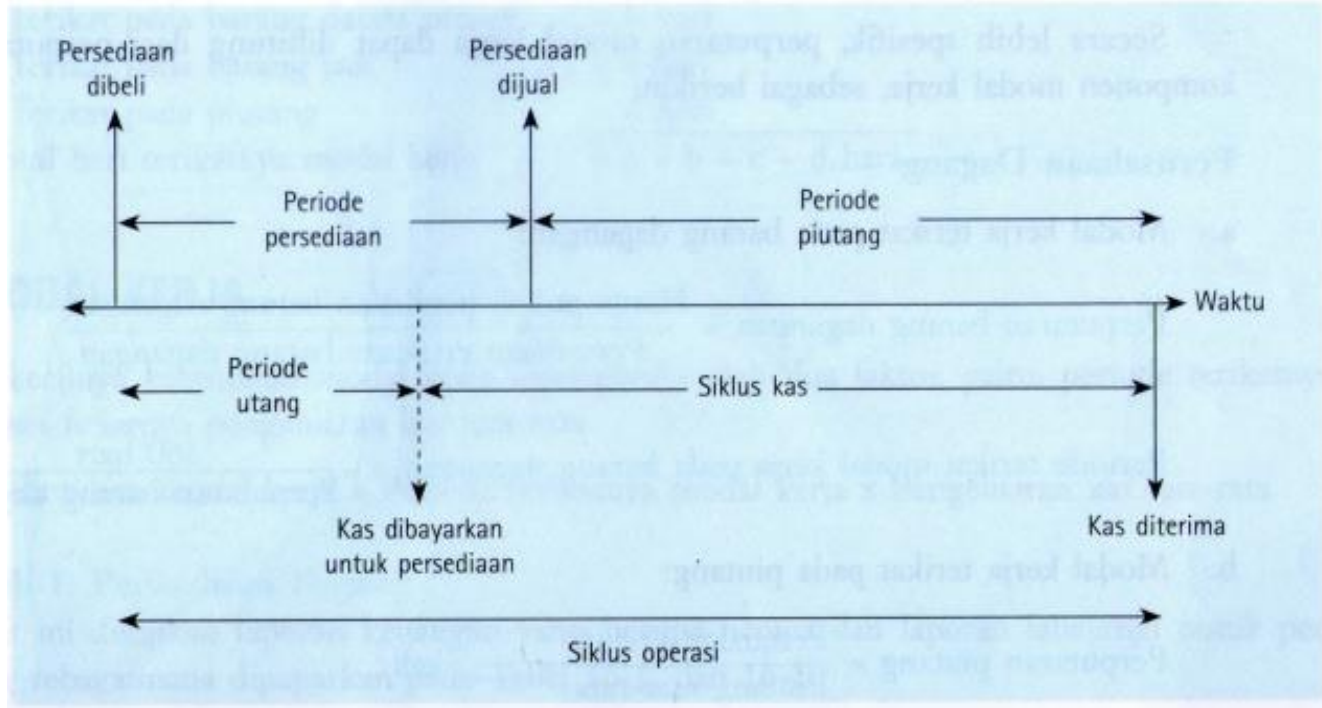 Persediaan
dibeli
Persediaan
dijual
Periode
persediaan
Periode
piutang
Waktu
Periode
utang
Siklus kas
Kas dibayarkan
untuk persediaan
Kas diterima
Siklus operasi